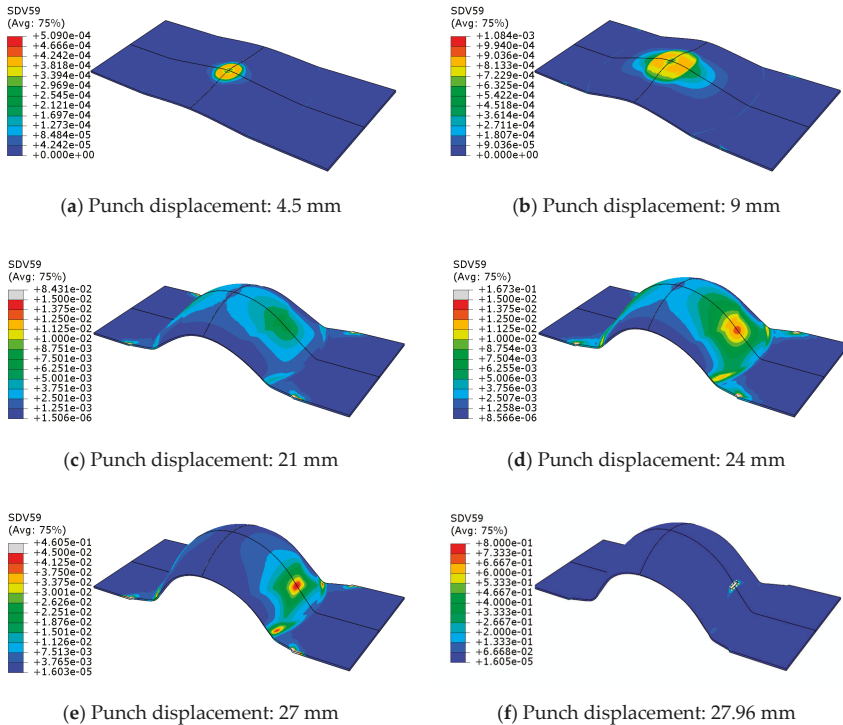 SDV59
(Avg: 75%)
+5.090e-04
+4.666e-04
+4.242e-04
+3.818e-04
+3.394e-04
+2.969e-04
+2.545e-04
+2.121e-04
+1.697e-04
+1.273e-04
+8.484e-05
+4.242e-05
+0.000e+00
(a) Punch displacement: 4.5 mm
SDV59
(Avg: 75%)
+1.084e-03
+9.940e-04
+9.036e-04
+8.133e-04
+7.229e-04
+6.325e-04
+5.422e-04
+4.518e-04
+3.614e-04
+2.711e-04
+1.807e-04
+9.036e-05
+0.000e+00
(b) Punch displacement: 9 mm
SDV59
(Avg: 75%)
+8.431e-02
+1.500e-02
+1.375e-02
+1.250e-02
+1.125e-02
+1.000e-02
+8.751e-03
+7.501e-03
+6.251e-03
+5.001e-03
+3.751e-03
+2.501e-03
+1.251e-03
+1.506e-06
(c) Punch displacement: 21 mm
SDV59
(Avg: 75%)
+1.673e-01
+1.500e-02
+1.375e-02
+1.250e-02
+1.125e-02
+1.000e-02
+8.754e-03
+7.504e-03
+6.255e-03
+5.006e-03
+3.756e-03
+2.507e-03
+1.258e-03
+8.566e-06
(d) Punch displacement: 24 mm
SDV59
(Avg: 75%)
+4.605e-01
+4.500e-02
+4.125e-02
+3.750e-02
+3.375e-02
+3.001e-02
+2.626e-02
+2.251e-02
+1.876e-02
+1.501e-02
+1.126e-02
+7.513e-03
+3.765e-03
+1.603e-05
(e) Punch displacement: 27 mm
SDV59
(Avg: 75%)
+8.000e-01
+7.333e-01
+6.667e-01
+6.000e-01
+5.333e-01
+4.667e-01
+4.000e-01
+3.333e-01
+2.667e-01
+2.000e-01
+1.333e-01
+6.668e-02
+1.605e-05
(f) Punch displacement: 27.96 mm